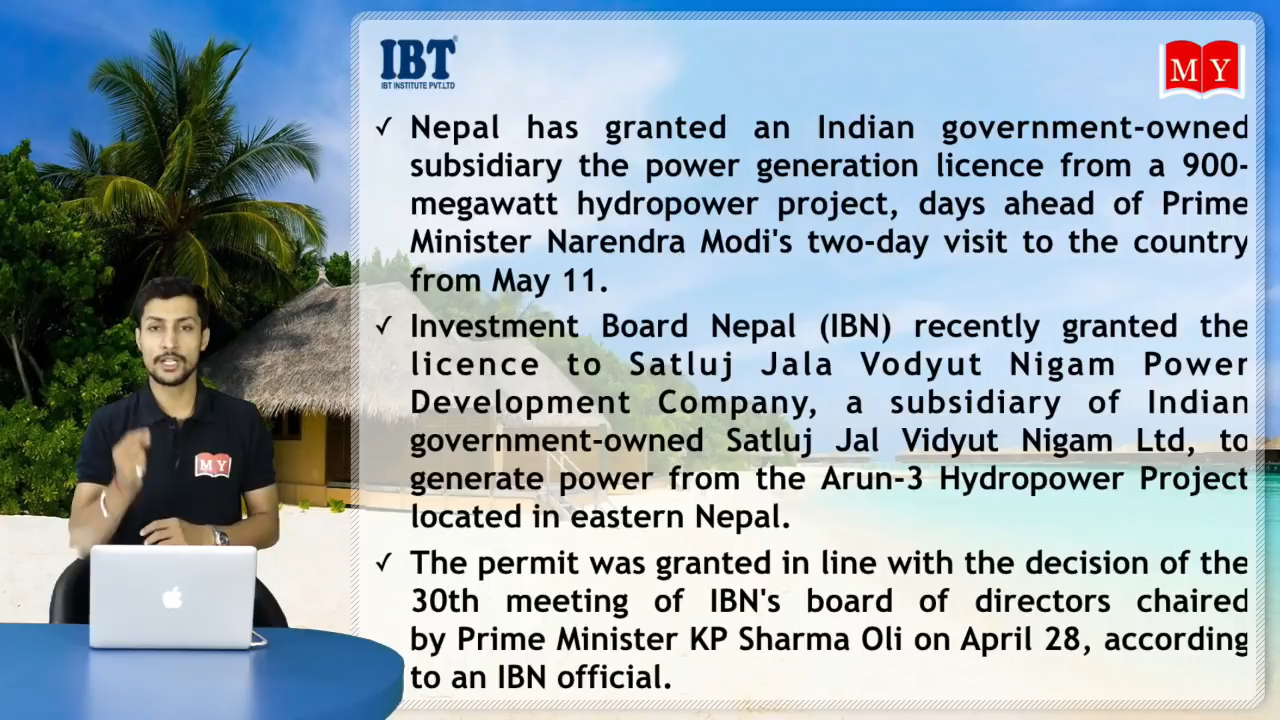 IBT
IBT INSTITUTE PVT.LTD
M Y
✓ Nepal has granted an Indian government-owned
subsidiary the power generation licence from a 900-
megawatt hydropower project, days ahead of Prime
Minister Narendra Modi's two-day visit to the country
from May 11.
✓ Investment Board Nepal (IBN) recently granted the
licence to Satluj Jala Vodyut Nigam Power
Development Company, a subsidiary of Indian
government-owned Satluj Jal Vidyut Nigam Ltd, to
generate power from the Arun-3 Hydropower Project
located in eastern Nepal.
✓ The permit was granted in line with the decision of the
30th meeting of IBN's board of directors chaired
by Prime Minister KP Sharma Oli on April 28, according
to an IBN official.
M Y